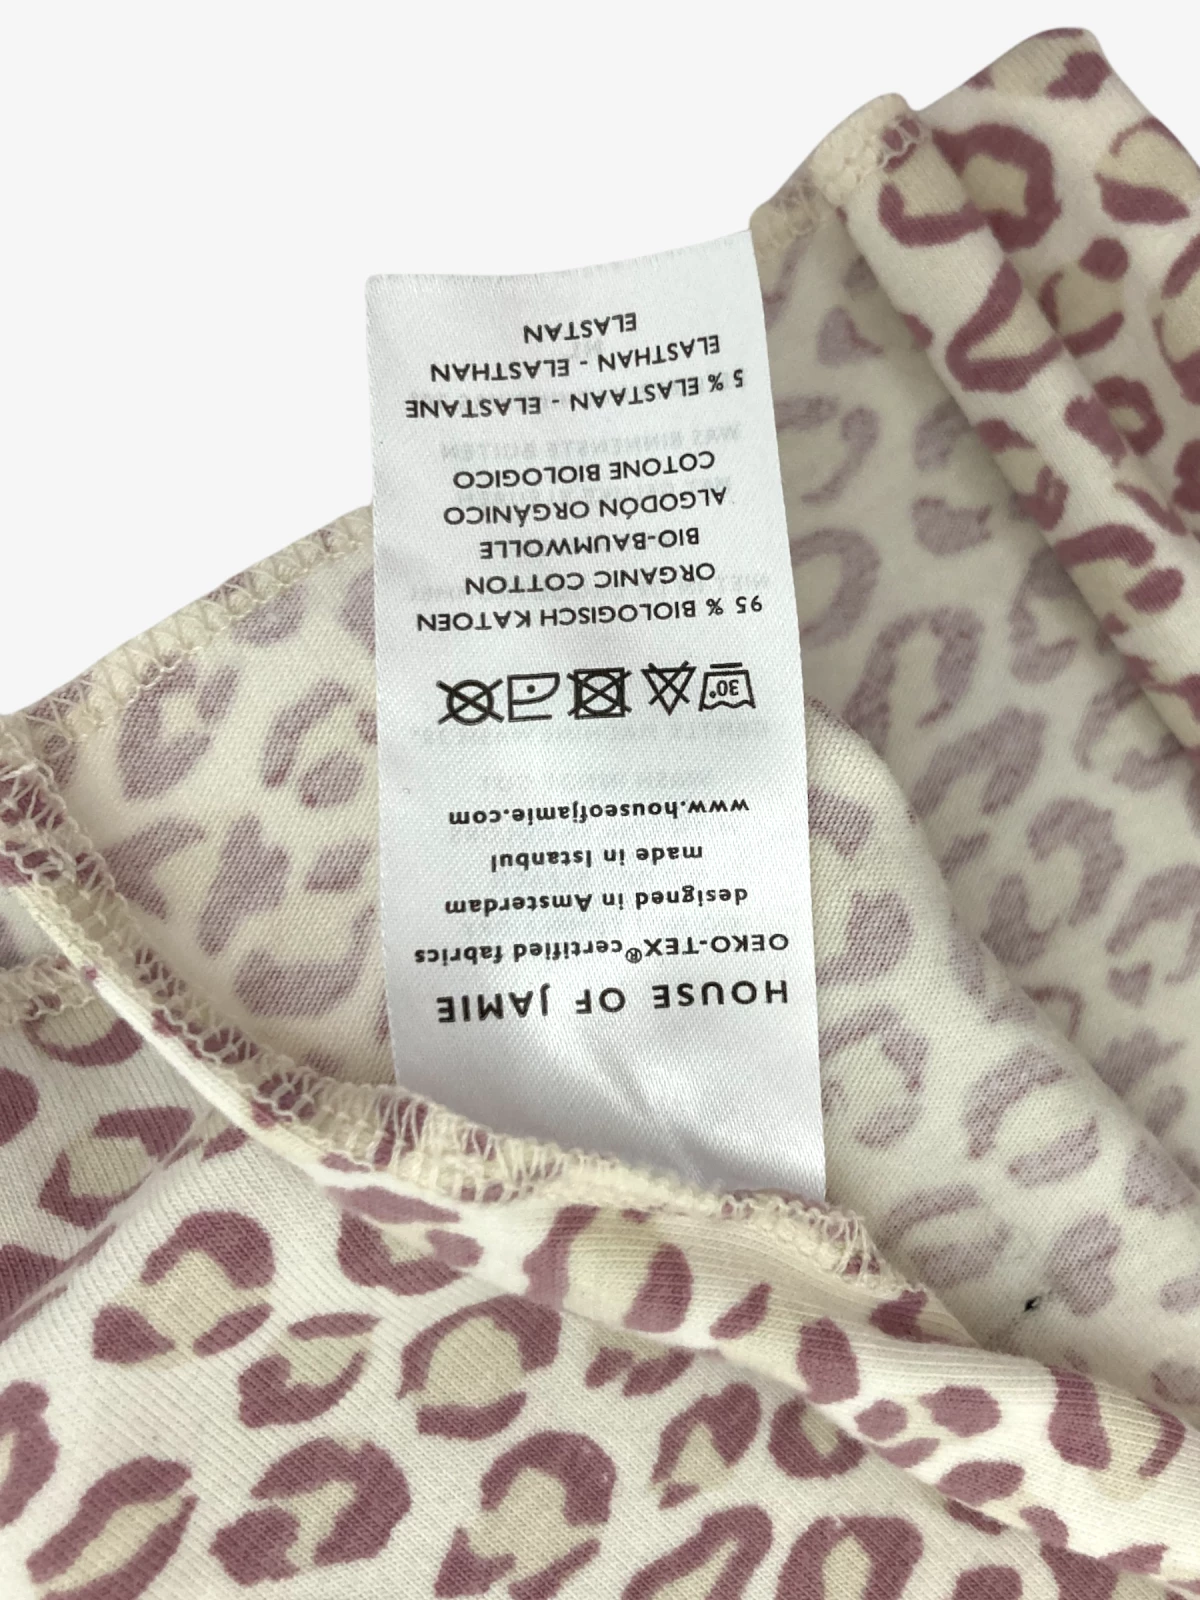 HOUSE OF JAMIE
OEKO-TEX® certified fabrics
designed in Amsterdam
made in Istanbul
www.houseofjamie.com
30°
95 % BIOLOGISCH KATOEN
ORGANIC COTTON
BIO-BAUMWOLLE
ALGODÓN ORGÁNICO
COTONE BIOLOGICO
5 % ELASTAAN - ELASTANE
ELASTHAN - ELASTHAN
ELASTAN